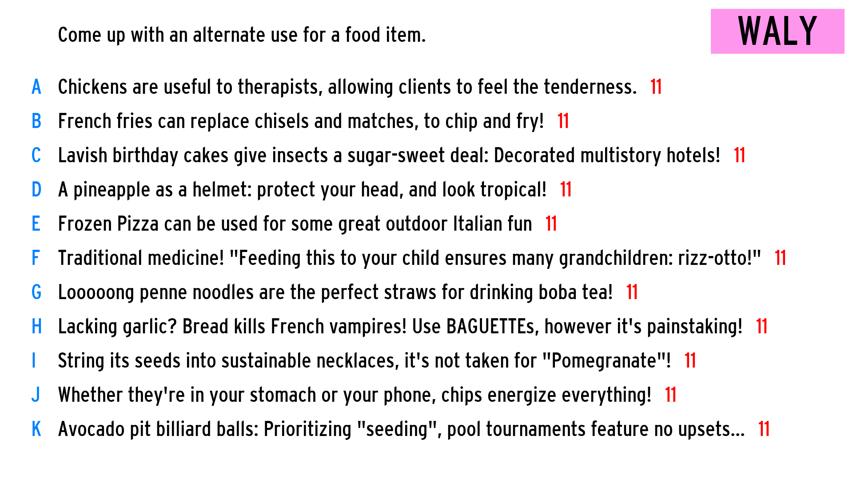 Come up with an alternate use for a food item.
WALY
A Chickens are useful to therapists, allowing clients to feel the tenderness. 11
B French fries can replace chisels and matches, to chip and fry! 11
C Lavish birthday cakes give insects a sugar-sweet deal: Decorated multistory hotels! 11
D A pineapple as a helmet: protect your head, and look tropical! 11
E Frozen Pizza can be used for some great outdoor Italian fun 11
F Traditional medicine! "Feeding this to your child ensures many grandchildren: rizz-otto!" 11
G Looooong penne noodles are the perfect straws for drinking boba tea! 11
H Lacking garlic? Bread kills French vampires! Use BAGUETTEs, however it's painstaking! 11
I String its seeds into sustainable necklaces, it's not taken for "Pomegranate"! 11
J Whether they're in your stomach or your phone, chips energize everything! 11
K Avocado pit billiard balls: Prioritizing "seeding", pool tournaments feature no upsets... 11